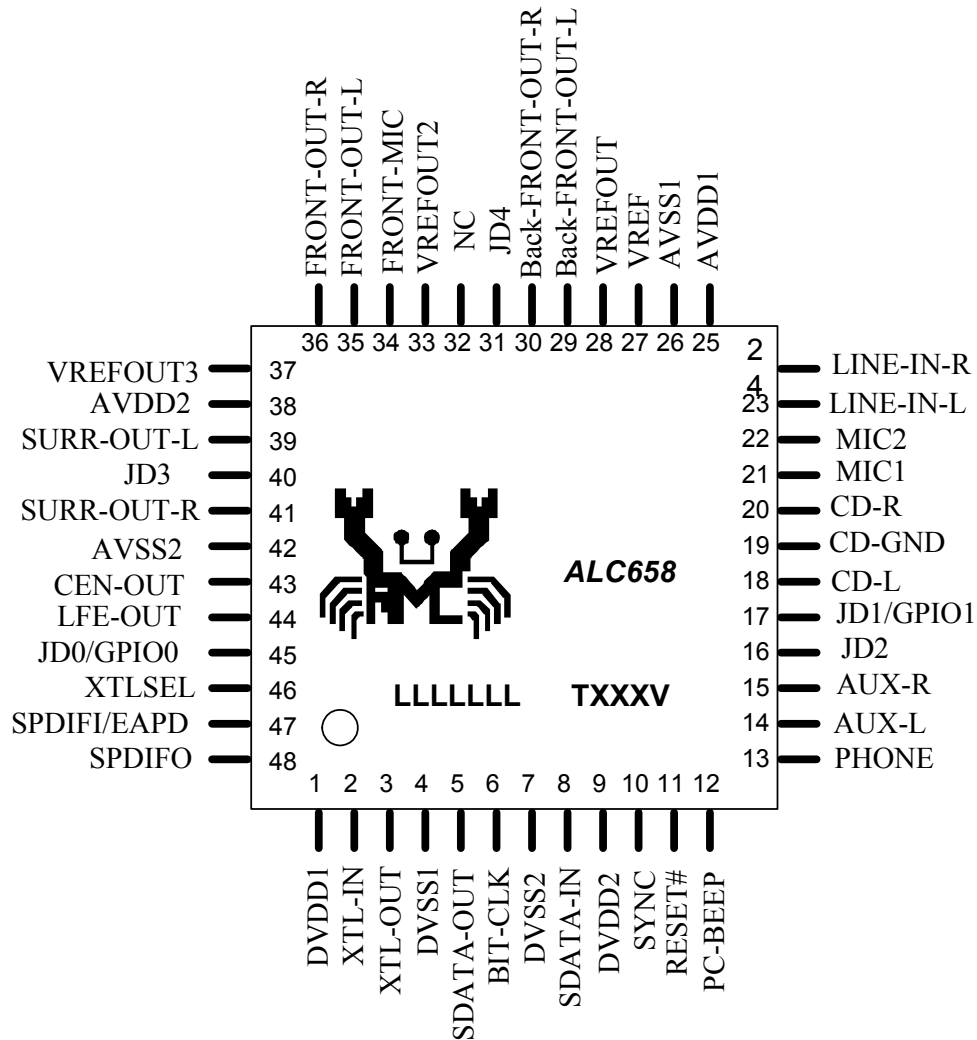 FRONT-OUT-R
FRONT-OUT-L
FRONT-MIC
VREFOUT2
NC
JD4
Back-FRONT-OUT-R
Back-FRONT-OUT-L
VREFOUT
VREF
AVSS1
AVDD1
36 35 34 33 32 31 30 29 28 27 26 25
VREFOUT3 37
AVDD2 38
SURR-OUT-L 39
JD3 40
SURR-OUT-R 41
AVSS2 42
CEN-OUT 43
LFE-OUT 44
JD0/GPIO0 45
XTLSEL 46
SPDIFI/EAPD 47
SPDIFO 48
ALC658
LLLLLLL TXXXV
2
4 LINE-IN-R
23 LINE-IN-L
22 MIC2
21 MIC1
20 CD-R
19 CD-GND
18 CD-L
17 JD1/GPIO1
16 JD2
15 AUX-R
14 AUX-L
13 PHONE
1 2 3 4 5 6 7 8 9 10 11 12
DVDD1
XTL-IN
XTL-OUT
DVSS1
SDATA-OUT
BIT-CLK
DVSS2
SDATA-IN
DVDD2
SYNC
RESET#
PC-BEEP